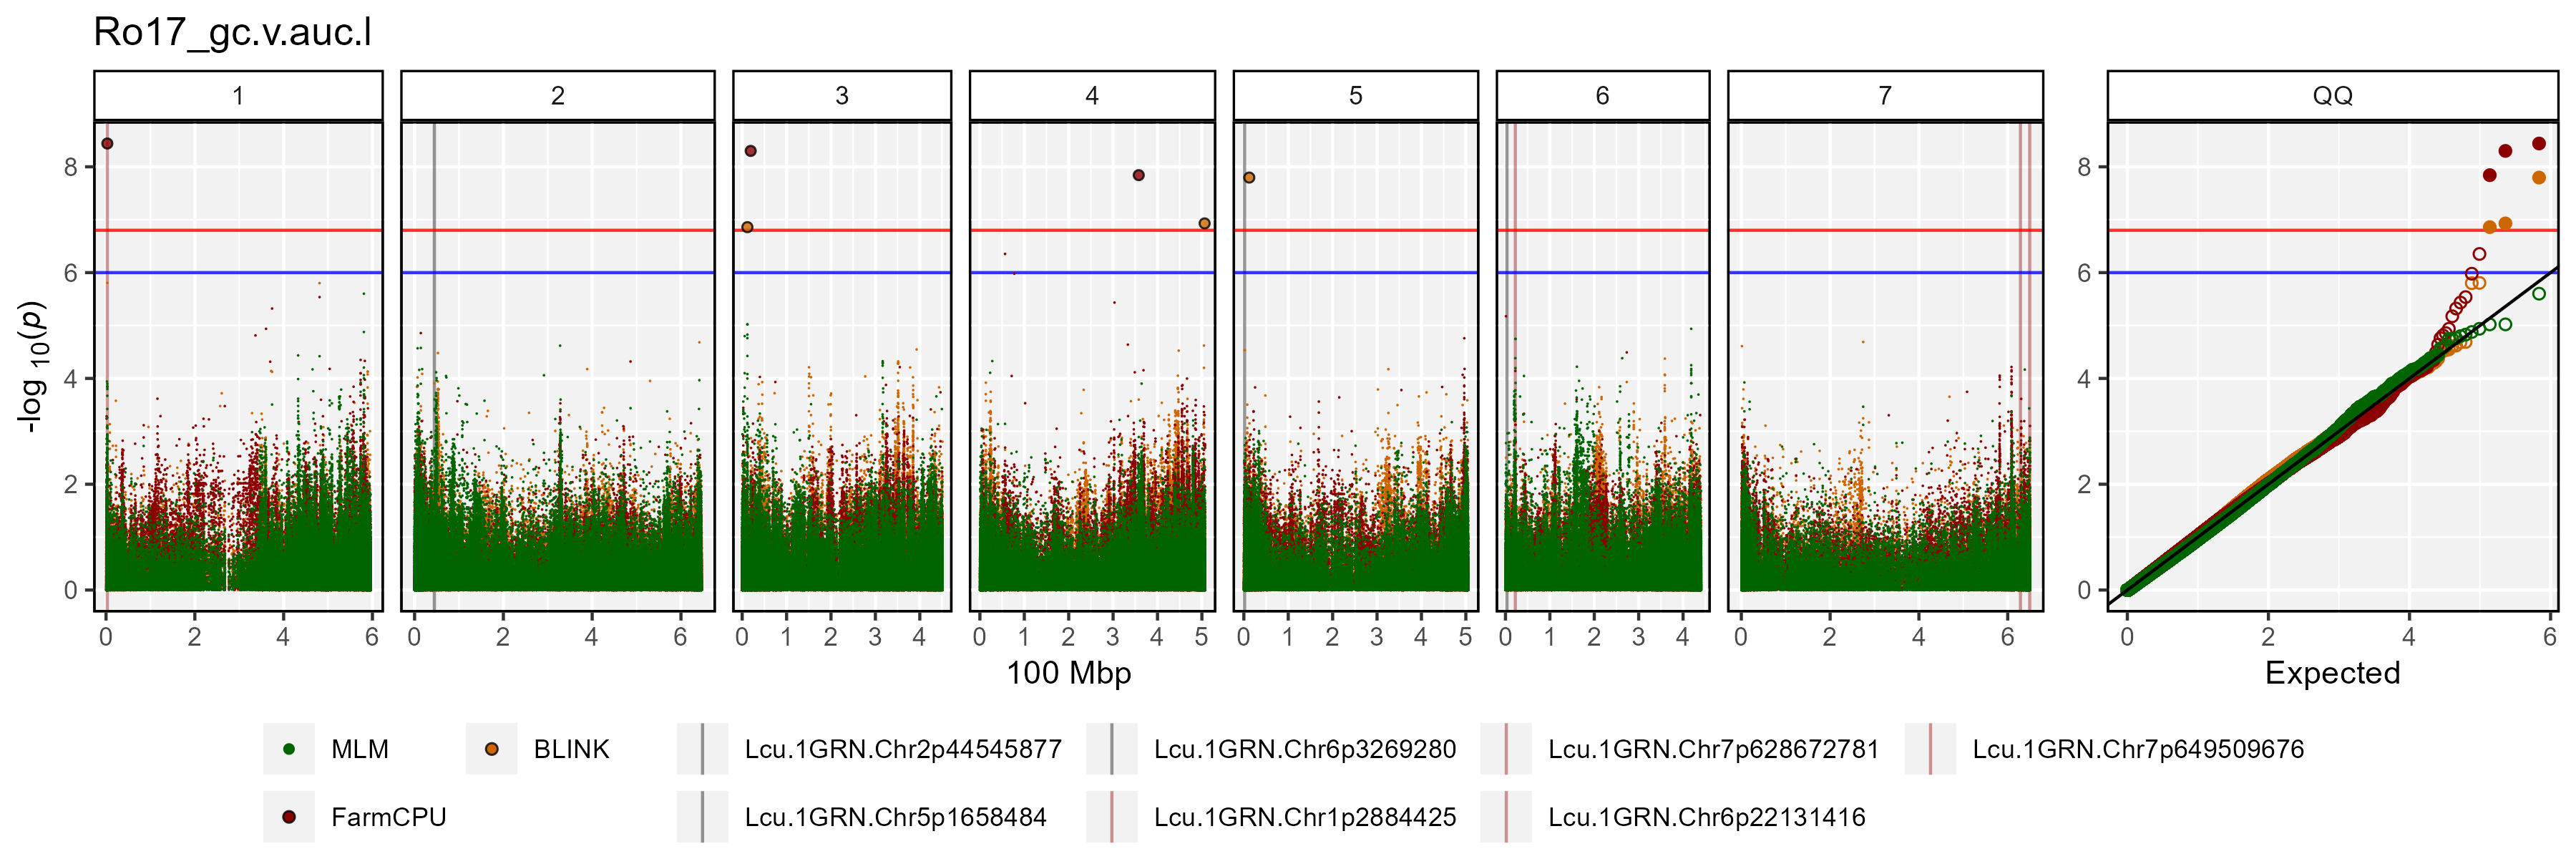 Ro17_gc.v.auc.l
1 2 3 4 5 6 7 QQ
-log 10(p)
8
6
4
2
0
8
6
4
2
0
0 2 4 6 0 2 4 6 0 1 2 3 4 0 1 2 3 4 5 0 1 2 3 4 5 0 1 2 3 4 0 2 4 6 0 2 4 6
100 Mbp Expected
MLM BLINK Lcu.1GRN.Chr2p44545877 Lcu.1GRN.Chr6p3269280 Lcu.1GRN.Chr7p628672781 Lcu.1GRN.Chr7p649509676
FarmCPU Lcu.1GRN.Chr5p1658484 Lcu.1GRN.Chr1p2884425 Lcu.1GRN.Chr6p22131416